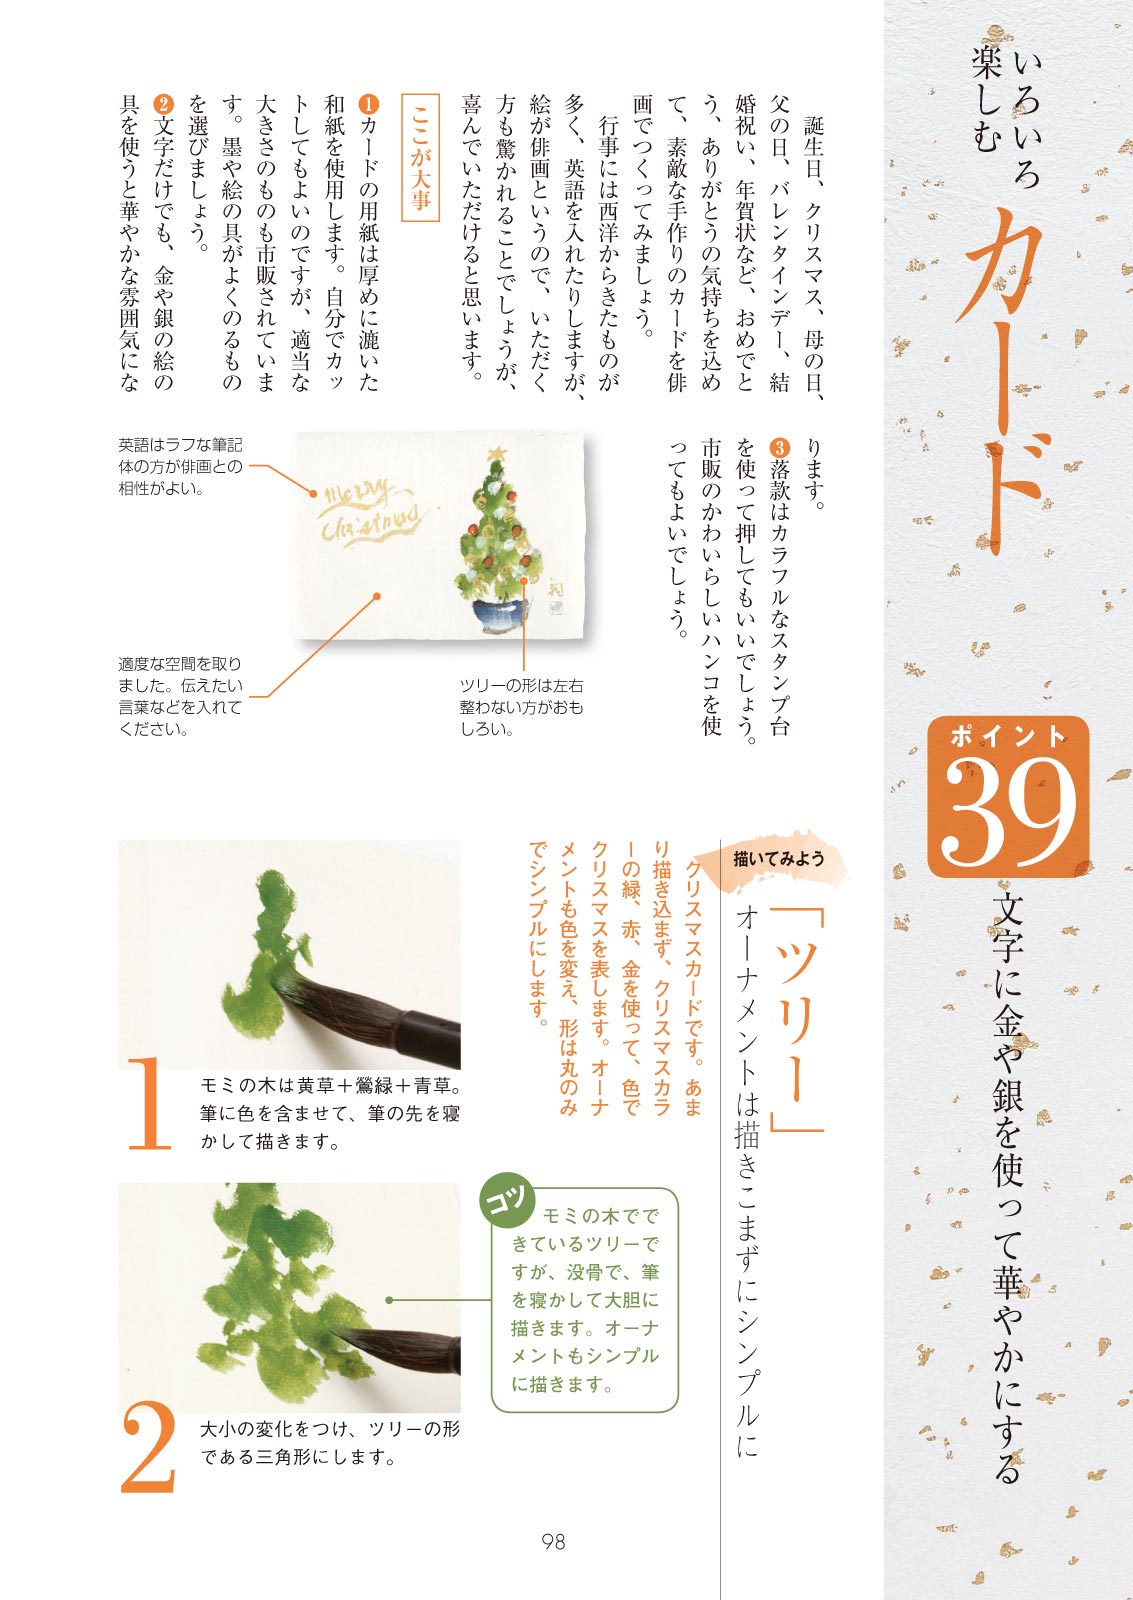 いろいろ
楽しむ
カード
ポイント
39
文字に金や銀を使って華やかにする
誕生日、クリスマス、母の日、
父の日、バレンタインデー、結
婚祝い、年賀状など、おめでと
う、ありがとうの気持ちを込め
て、素敵な手作りのカードを俳
画でつくってみましょう。
行事には西洋からきたものが
多く、英語を入れたりしますが、
絵が俳画というので、いただく
方も驚かれることでしょうが、
喜んでいただけると思います。
ここが大事
❶カードの用紙は厚めに漉いた
和紙を使用します。自分でカッ
トしてもよいのですが、適当な
大きさのものも市販されていま
す。墨や絵の具がよくのるもの
を選びましょう。
❷文字だけでも、金や銀の絵の
具を使うと華やかな雰囲気にな
ります。
❸落款はカラフルなスタンプ台
を使って押してもいいでしょう。
市販のかわいらしいハンコを使
ってもよいでしょう。
英語はラフな筆記
体の方が俳画との
相性がよい。
Merry
Christmas
適度な空間を取り
ました。伝えたい
言葉などを入れて
ください。
ツリーの形は左右
整わない方がおも
しろい。
描いてみよう
「ツリー」
オーナメントは描きこまずにシンプルに
クリスマスカードです。あま
り描き込まず、クリスマスカラ
ーの緑、赤、金を使って、色で
クリスマスを表します。オーナ
メントも色を変え、形は丸のみ
でシンプルにします。
1
モミの木は黄草＋鶯緑＋青草。
筆に色を含ませて、筆の先を寝
かして描きます。
コツ
モミの木でで
きているツリーで
すが、没骨で、筆
を寝かして大胆に
描きます。オーナ
メントもシンプル
に描きます。
2
大小の変化をつけ、ツリーの形
である三角形にします。
98